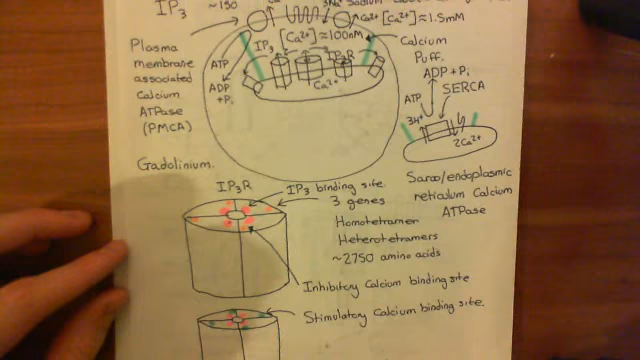 IP3 ~150
3Na+ Sodium
Ca2+ [Ca2+]≈1.5mM
[Ca2+]≈100nM
Plasma
membrane
associated
Calcium
ATPase
(PMCA)
ATP
ADP
+Pi
IP3
IP3R
Ca2+
Calcium
Puff.
ADP+Pi
ATP
SERCA
3H+
2Ca2+
Gadolinium.
Sarco/endoplasmic
reticulum Calcium
ATPase
IP3R
IP3 binding site.
3 genes
Homotetramer
Heterotetramers
~2750 amino acids
Inhibitory Calcium binding site
Stimulatory Calcium binding site.